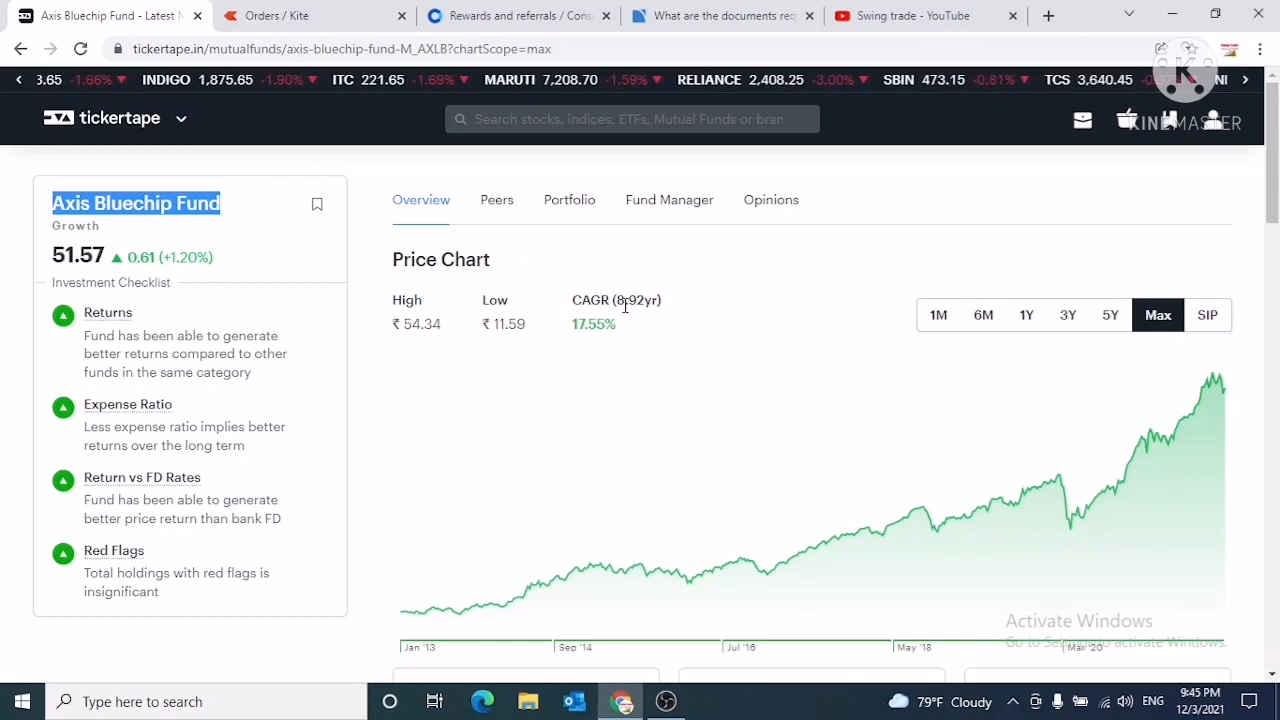 Axis Bluechip Fund - Latest N
Orders / Kite
Rewards and referrals / Cons
What are the documents req
Swing trade - YouTube
tickertape.in/mutualfunds/axis-bluechip-fund-M_AXLB?chartScope=max
3.65 -1.66% ▼ INDIGO 1,875.65 -1.90% ▼ ITC 221.65 -1.69% ▼ MARUTI 7,208.70 -1.59% ▼ RELIANCE 2,408.25 -3.00% ▼ SBIN 473.15 -0.81% ▼ TCS 3,640.45
K
tickertape
Search stocks, indices, ETFs, Mutual Funds or bran
KINEMASTER
Axis Bluechip Fund
Growth
51.57 ▲ 0.61 (+1.20%)
Investment Checklist
Returns
Fund has been able to generate
better returns compared to other
funds in the same category
Expense Ratio
Less expense ratio implies better
returns over the long term
Return vs FD Rates
Fund has been able to generate
better price return than bank FD
Red Flags
Total holdings with red flags is
insignificant
Overview Peers Portfolio Fund Manager Opinions
Price Chart
High Low CAGR (8.92yr)
₹ 54.34 ₹ 11.59 17.55%
1M 6M 1Y 3Y 5Y Max SIP
Jan '13 Sep '14 Jul '16 May '18 Mar '20
Activate Windows
Go to Settings to activate Windows.
Type here to search
79°F Cloudy
ENG
9:45 PM
12/3/2021